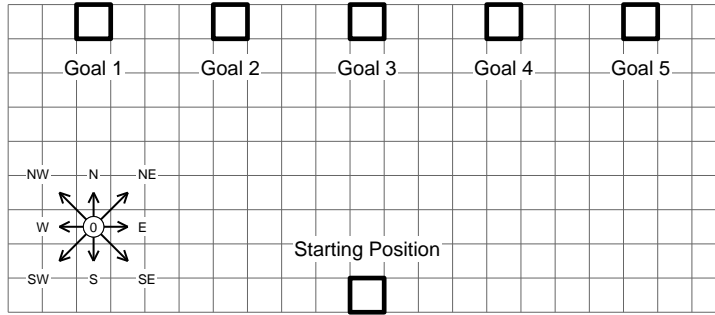 Goal 1 Goal 2 Goal 3 Goal 4 Goal 5
NW N NE
W 0 E
Starting Position
SW S SE